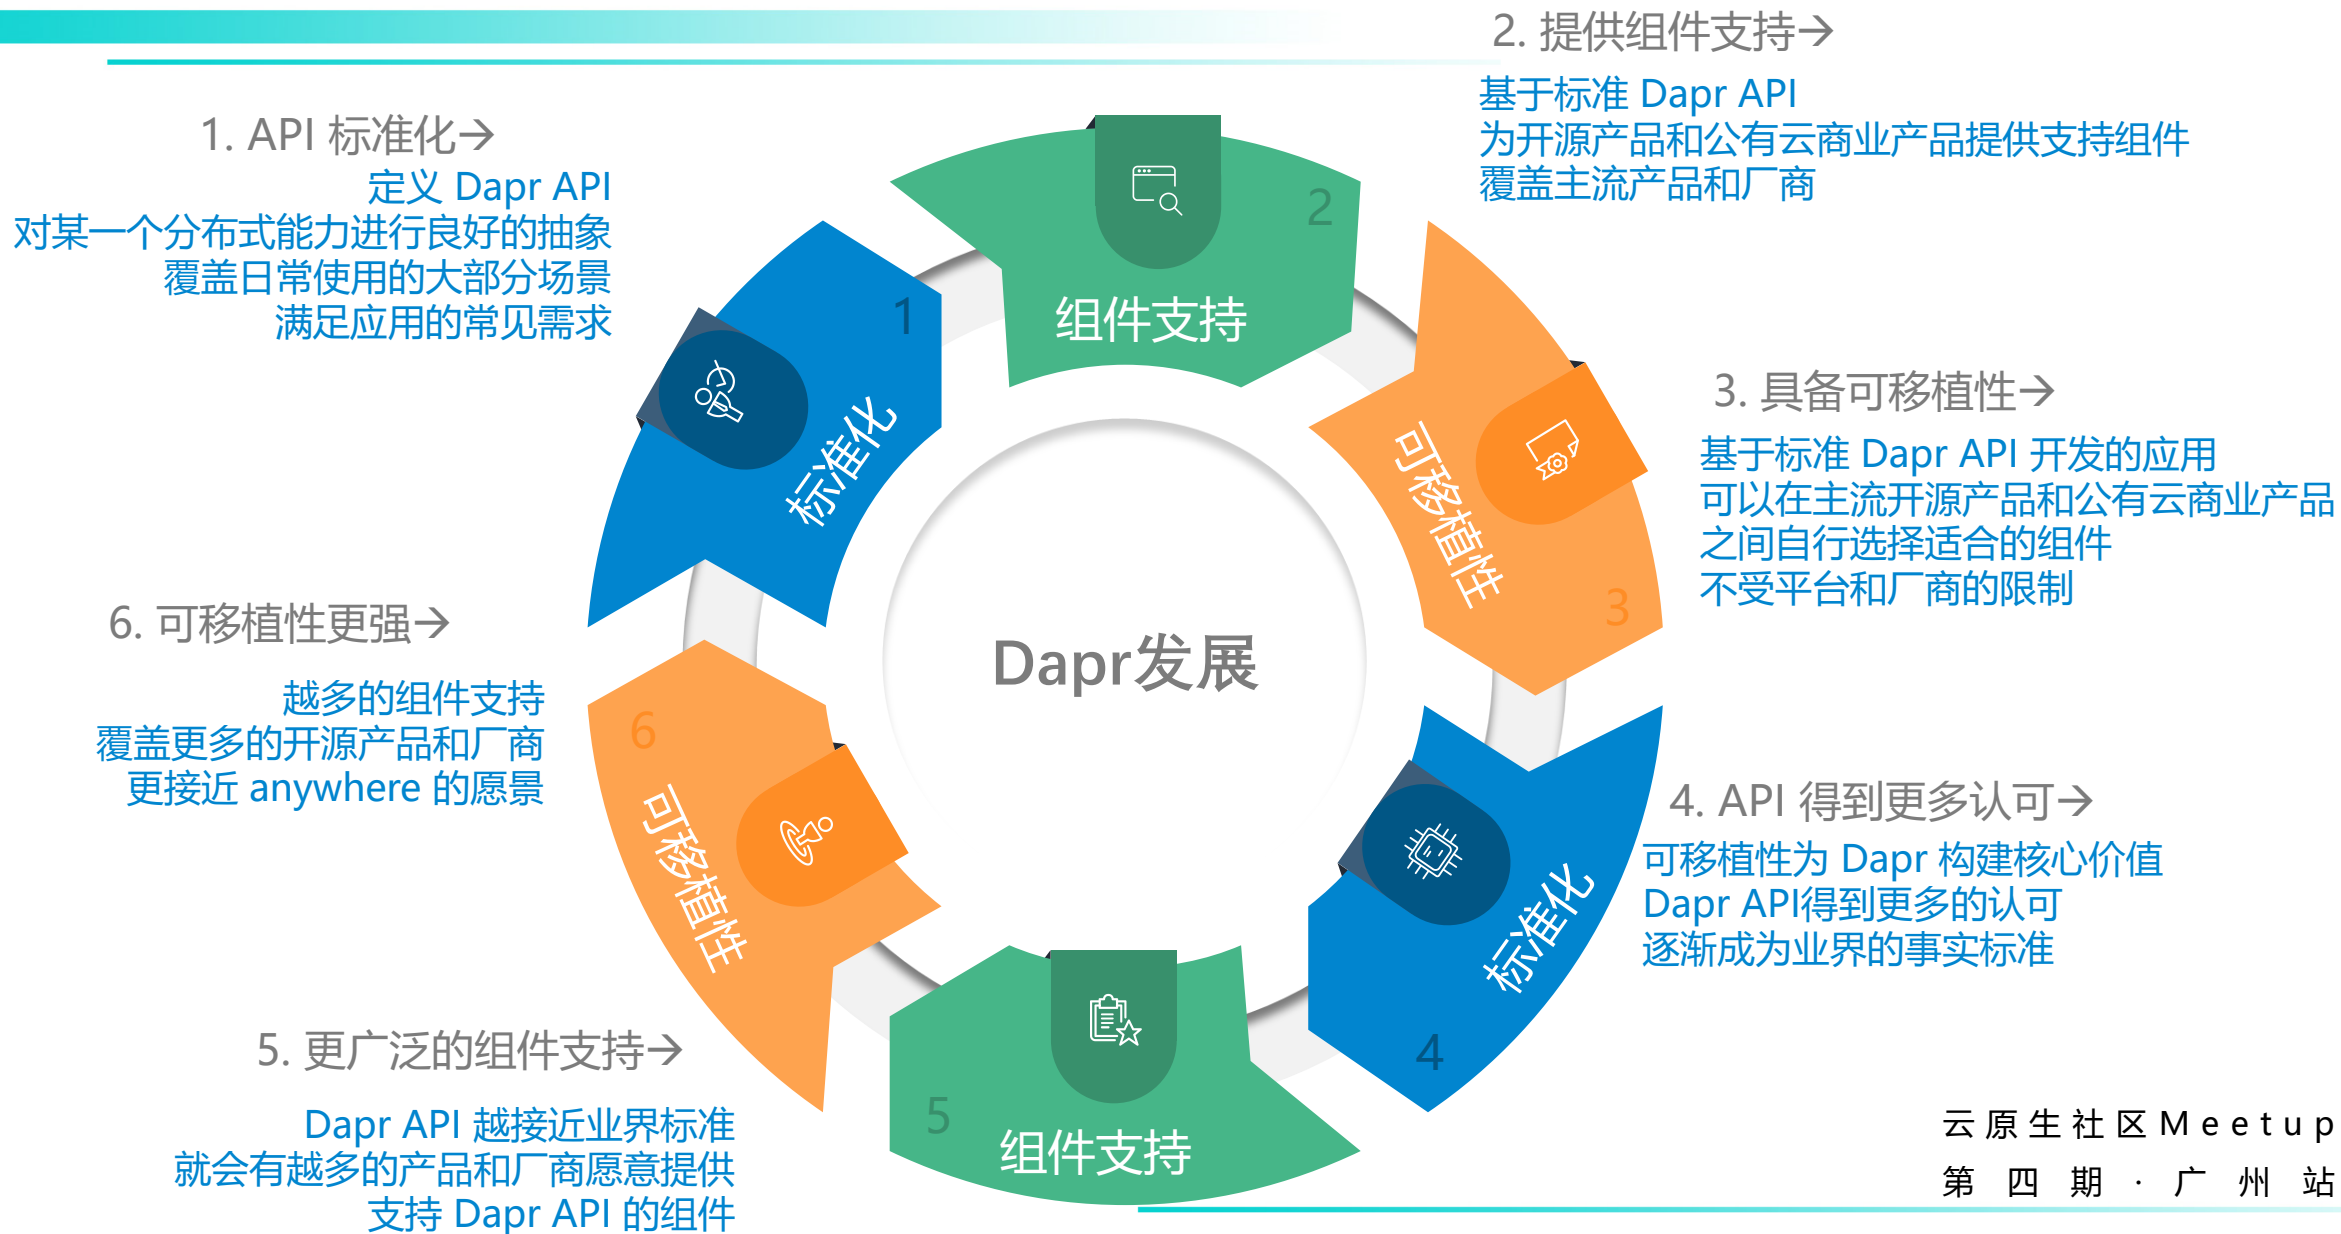 1. API 标准化→
定义 Dapr API
对某一个分布式能力进行良好的抽象
覆盖日常使用的大部分场景
满足应用的常见需求
2. 提供组件支持→
基于标准 Dapr API
为开源产品和公有云商业产品提供支持组件
覆盖主流产品和厂商
3. 具备可移植性→
基于标准 Dapr API 开发的应用
可以在主流开源产品和公有云商业产品
之间自行选择适合的组件
不受平台和厂商的限制
4. API 得到更多认可→
可移植性为 Dapr 构建核心价值
Dapr API得到更多的认可
逐渐成为业界的事实标准
5. 更广泛的组件支持→
Dapr API 越接近业界标准
就会有越多的产品和厂商愿意提供
支持 Dapr API 的组件
6. 可移植性更强→
越多的组件支持
覆盖更多的开源产品和厂商
更接近 anywhere 的愿景
1
标准化
2
组件支持
3
可移植性
4
标准化
5
组件支持
6
可移植性
Dapr发展
云原生社区Meetup
第四期·广州站